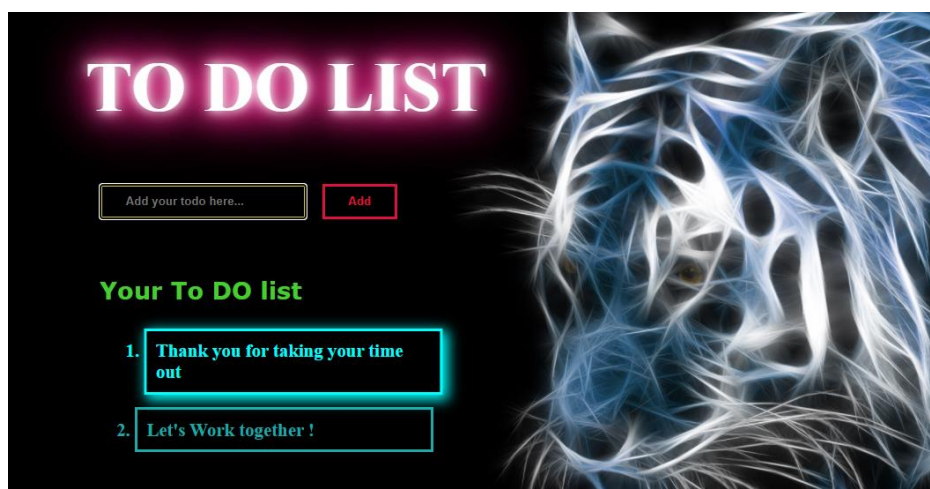 TO DO LIST
Add your todo here...
Add
Your To DO list
1. Thank you for taking your time
out
2. Let's Work together !